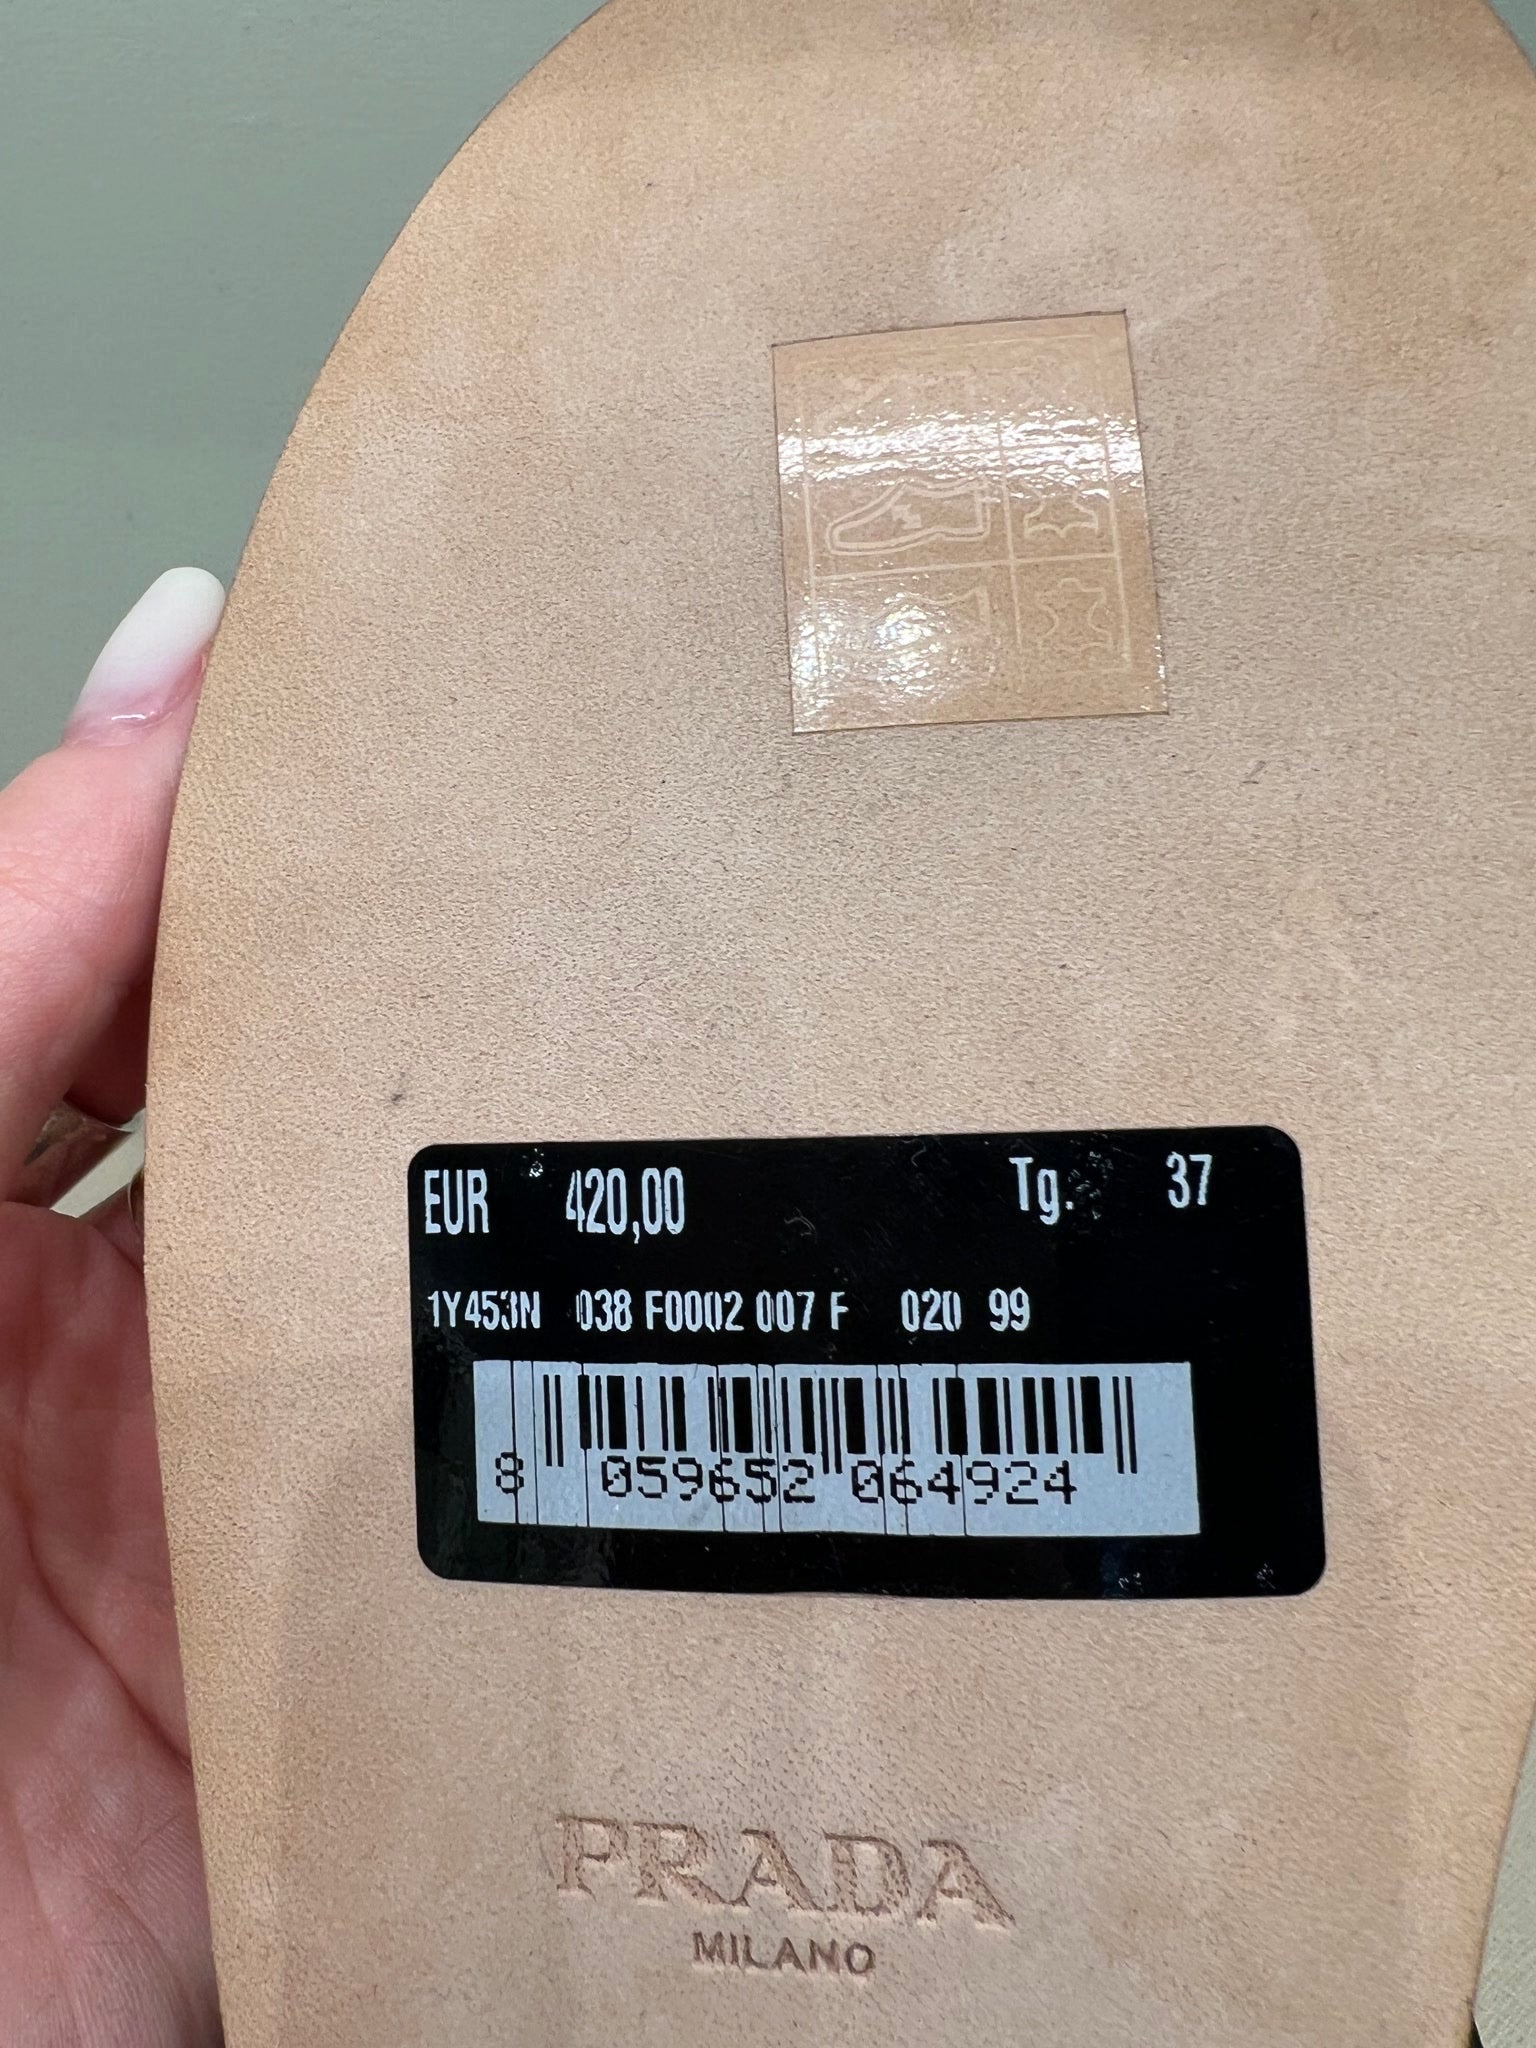 EUR 420,00 Tg. 37
1Y453N 038 F0002 007 F 020 99
8 059652 064924
PRADA
MILANO